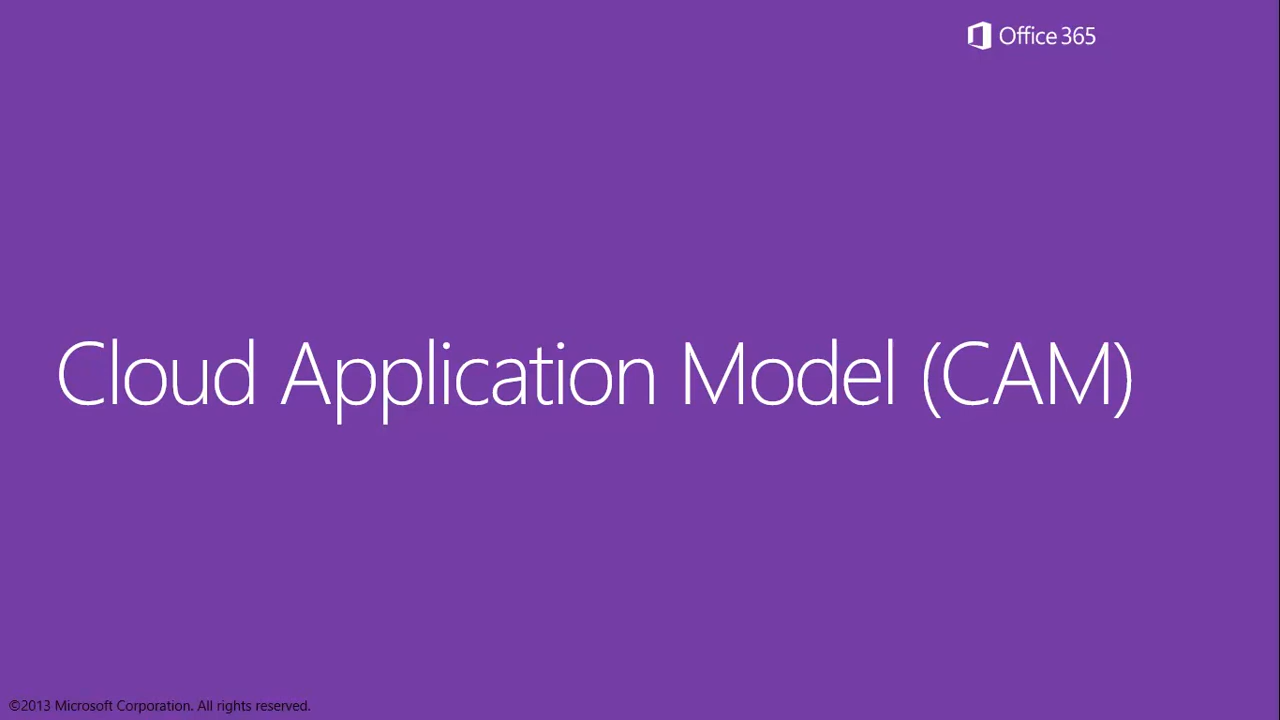 Office 365
Cloud Application Model (CAM)
©2013 Microsoft Corporation. All rights reserved.